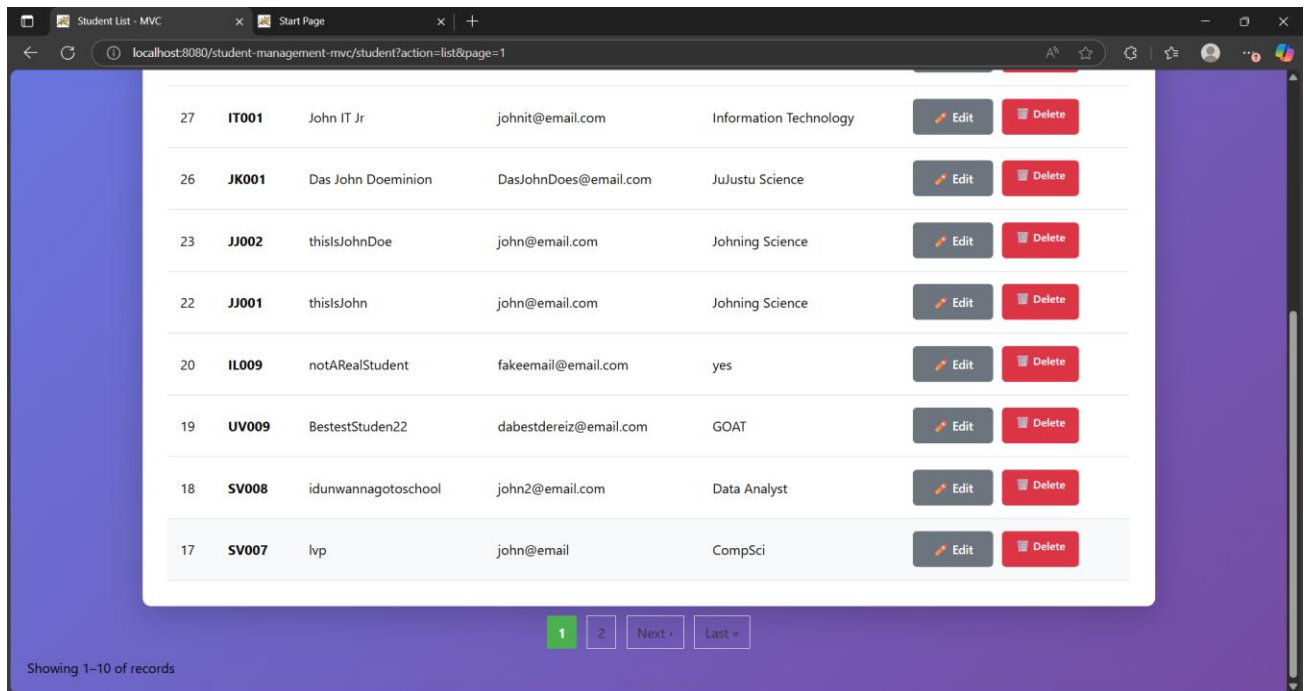 Student List - MVC
Start Page
localhost:8080/student-management-mvc/student?action=list&page=1
27 IT001 John IT Jr johnit@email.com Information Technology Edit Delete
26 JK001 Das John Doeminion DasJohnDoes@email.com JuJustu Science Edit Delete
23 JJ002 thisIsJohnDoe john@email.com Johning Science Edit Delete
22 JJ001 thisIsJohn john@email.com Johning Science Edit Delete
20 IL009 notARealStudent fakeemail@email.com yes Edit Delete
19 UV009 BestestStuden22 dabestdereiz@email.com GOAT Edit Delete
18 SV008 idunwannagotoschool john2@email.com Data Analyst Edit Delete
17 SV007 lvp john@email CompSci Edit Delete
1 2 Next › Last »
Showing 1–10 of records